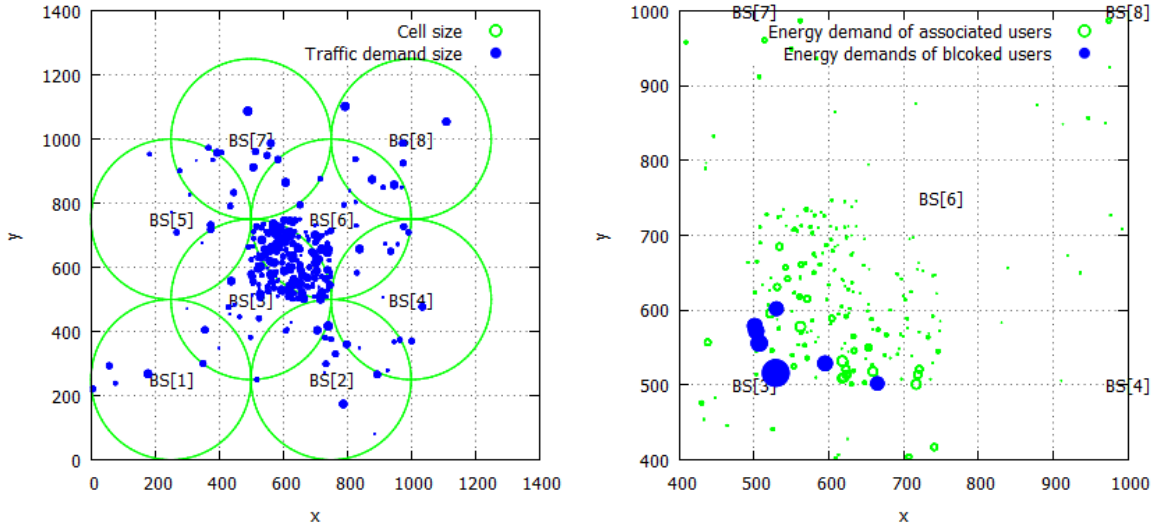 1400
1200
1000
800
600
400
200
0
0 200 400 600 800 1000 1200 1400
y
x
Cell size
Traffic demand size
BS[7]
BS[8]
BS[5]
BS[6]
BS[3]
BS[4]
BS[1]
BS[2]
1000
900
800
700
600
500
400
400 500 600 700 800 900 1000
y
x
BS[7]
BS[8]
Energy demand of associated users
Energy demands of blcoked users
BS[6]
BS[3]
BS[4]